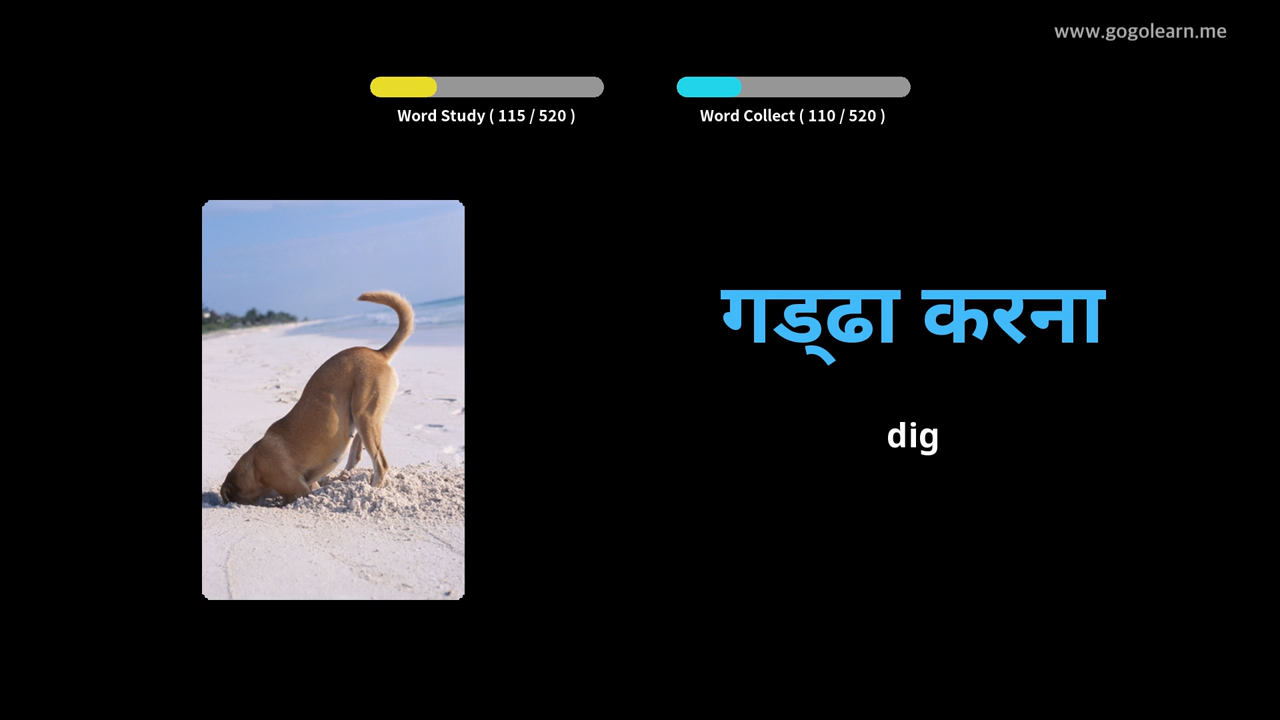 www.gogolearn.me
Word Study ( 115 / 520 )
Word Collect ( 110 / 520 )
गड्ढा करना
dig